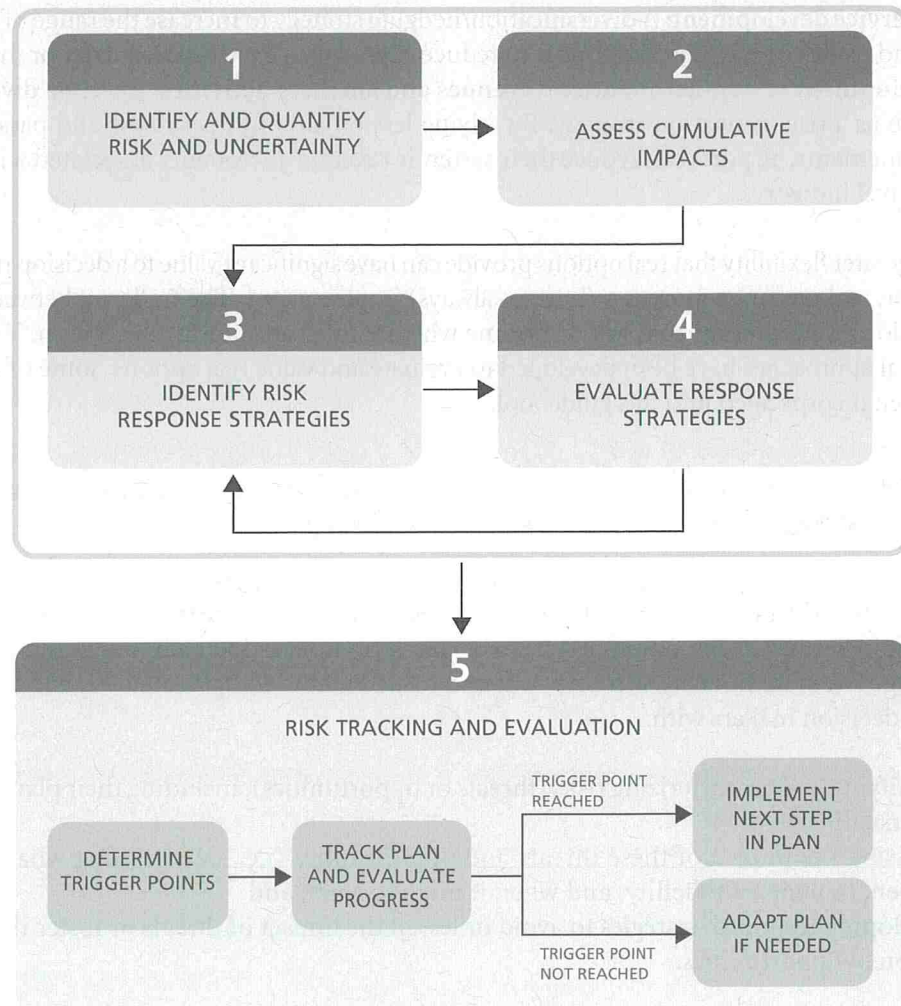 1
IDENTIFY AND QUANTIFY
RISK AND UNCERTAINTY
2
ASSESS CUMULATIVE
IMPACTS
3
IDENTIFY RISK
RESPONSE STRATEGIES
4
EVALUATE RESPONSE
STRATEGIES
5
RISK TRACKING AND EVALUATION
DETERMINE
TRIGGER POINTS
TRACK PLAN
AND EVALUATE
PROGRESS
TRIGGER POINT
REACHED
IMPLEMENT
NEXT STEP
IN PLAN
TRIGGER POINT
NOT REACHED
ADAPT PLAN
IF NEEDED